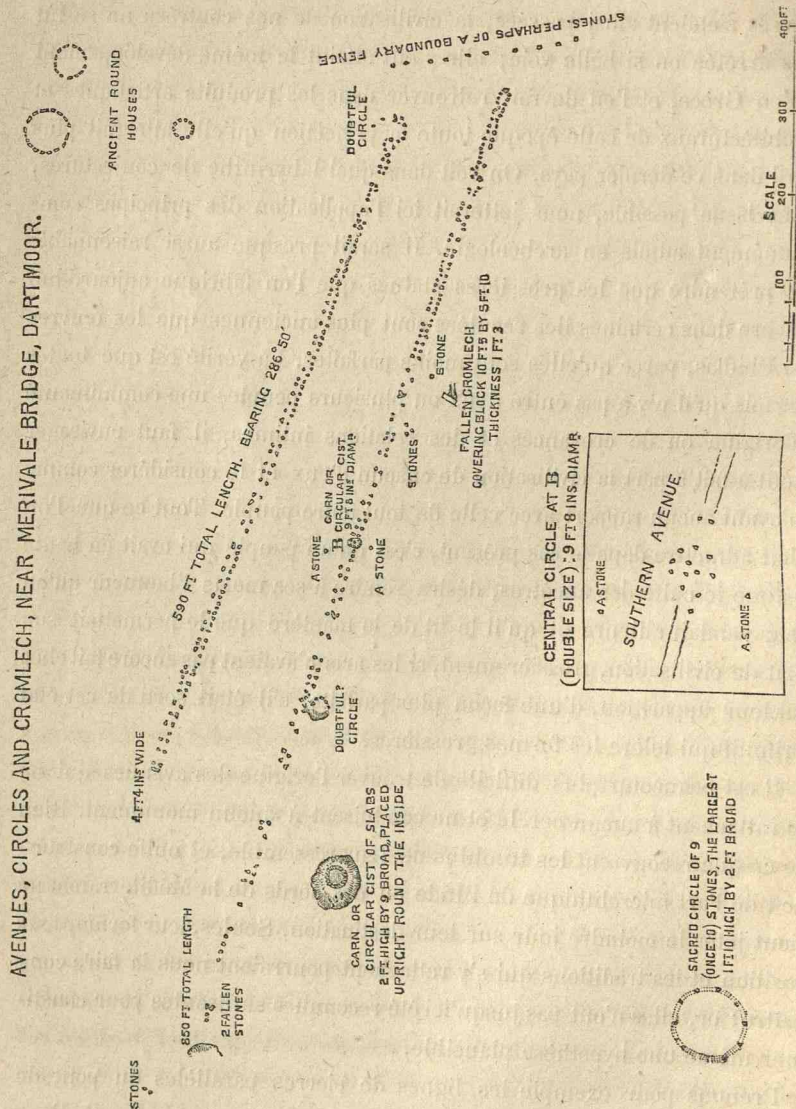 AVENUES, CIRCLES AND CROMLECH, NEAR MERIVALE BRIDGE, DARTMOOR.
ANCIENT ROUND
HOUSES
STONES, PERHAPS OF A BOUNDARY FENCE
DOUBTFUL
CIRCLE
590 FT TOTAL LENGTH. BEARING 286° 50'
4 FT 4 INS WIDE
A STONE
CARN OR
B CIRCULAR CIST
9 FT 8 INS DIAMR
A STONE
STONES
STONE
FALLEN CROMLECH
COVERING BLOCK 10 FT 5 BY 5 FT 10
THICKNESS 1 FT 3
DOUBTFUL?
CIRCLE
STONES
850 FT TOTAL LENGTH
2 FALLEN
STONES
CARN OR
CIRCULAR CIST OF SLABS
2 FT HIGH BY 9 BROAD, PLACED
UPRIGHT ROUND THE INSIDE
CENTRAL CIRCLE AT B
(DOUBLE SIZE): 9 FT 8 INS. DIAMR
A STONE
SOUTHERN AVENUE
A STONE
SACRED CIRCLE OF 9
(ONCE 10) STONES, THE LARGEST
1 FT HIGH BY 2 FT BROAD
SCALE
100 200 300 400 FT